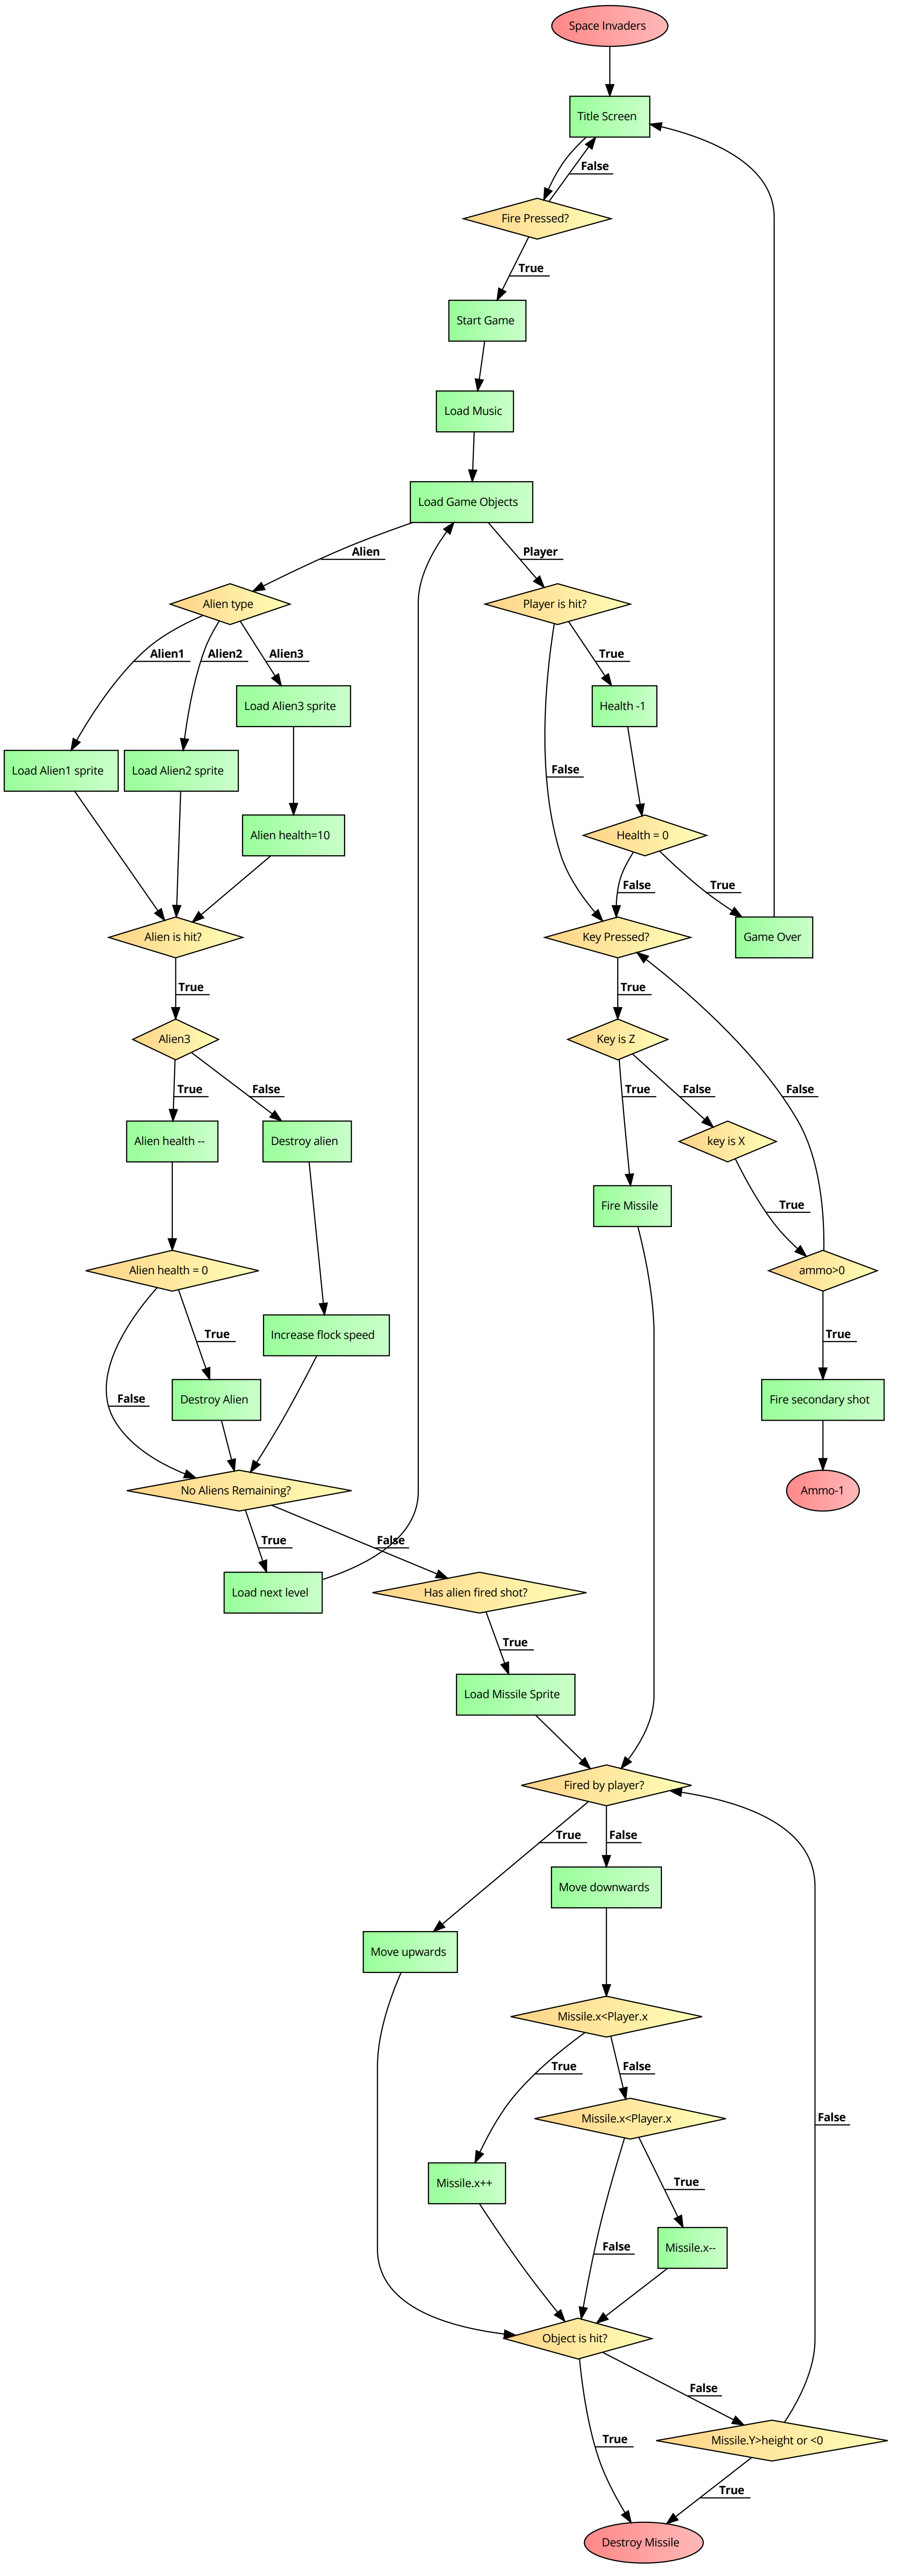 Space Invaders
Title Screen
False
Fire Pressed?
True
Start Game
Load Music
Load Game Objects
Alien
Player
Alien type
Player is hit?
Alien1
Alien2
Alien3
True
Load Alien3 sprite
Health -1
Load Alien1 sprite
Load Alien2 sprite
False
Alien health=10
Health = 0
False
True
Alien is hit?
Key Pressed?
Game Over
True
True
Alien3
Key is Z
True
False
True
False
False
Alien health --
Destroy alien
key is X
Fire Missile
True
Alien health = 0
ammo>0
True
Increase flock speed
True
False
Destroy Alien
Fire secondary shot
No Aliens Remaining?
Ammo-1
True
False
Load next level
Has alien fired shot?
True
Load Missile Sprite
Fired by player?
True
False
Move downwards
Move upwards
Missile.x<Player.x
True
False
Missile.x<Player.x
False
Missile.x++
True
False
Missile.x--
Object is hit?
False
True
Missile.Y>height or <0
True
Destroy Missile